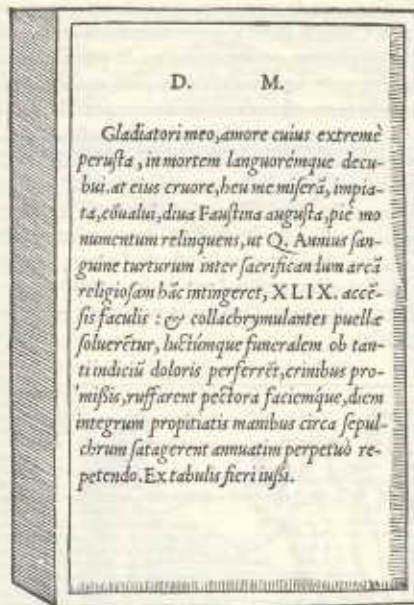 D. M.
Gladiatori meo, amore cuius extremè
perusta, in mortem languorémque decu-
bui. at eius cruore, heu me miserã, impia-
ta, cõualui, diua Faustina augusta, piè mo
numentum relinquens, ut Q. Annius san-
guine turturum inter sacrificandum arcã
religiosam hãc intingeret, XLIX. accẽ-
sis faculis: & collachrymulantes puellæ
soluerẽtur, luctúmque funeralem ob tan-
ti indiciũ doloris perferrẽt, crinibus pro-
missis, ruffarent pectora faciemq́ue, diem
integrum propitiatis manibus circa sepul-
chrum satagerent annuatim perpetuò re-
petendo. Ex tabulis fieri iussi.